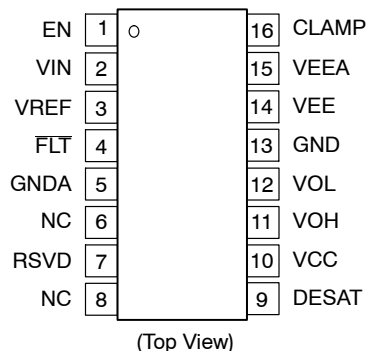 EN 1 16 CLAMP
VIN 2 15 VEEA
VREF 3 14 VEE
FLT 4 13 GND
GNDA 5 12 VOL
NC 6 11 VOH
RSVD 7 10 VCC
NC 8 9 DESAT
(Top View)